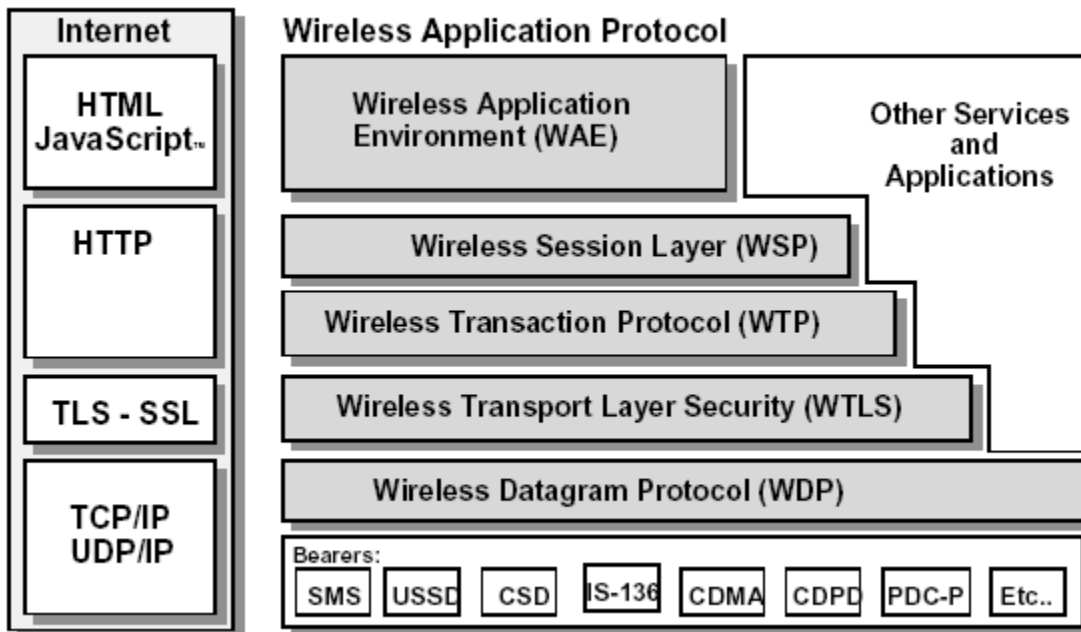 Internet
HTML
JavaScript™
HTTP
TLS - SSL
TCP/IP
UDP/IP
Wireless Application Protocol
Wireless Application
Environment (WAE)
Other Services
and
Applications
Wireless Session Layer (WSP)
Wireless Transaction Protocol (WTP)
Wireless Transport Layer Security (WTLS)
Wireless Datagram Protocol (WDP)
Bearers:
SMS USSD CSD IS-136 CDMA CDPD PDC-P Etc..